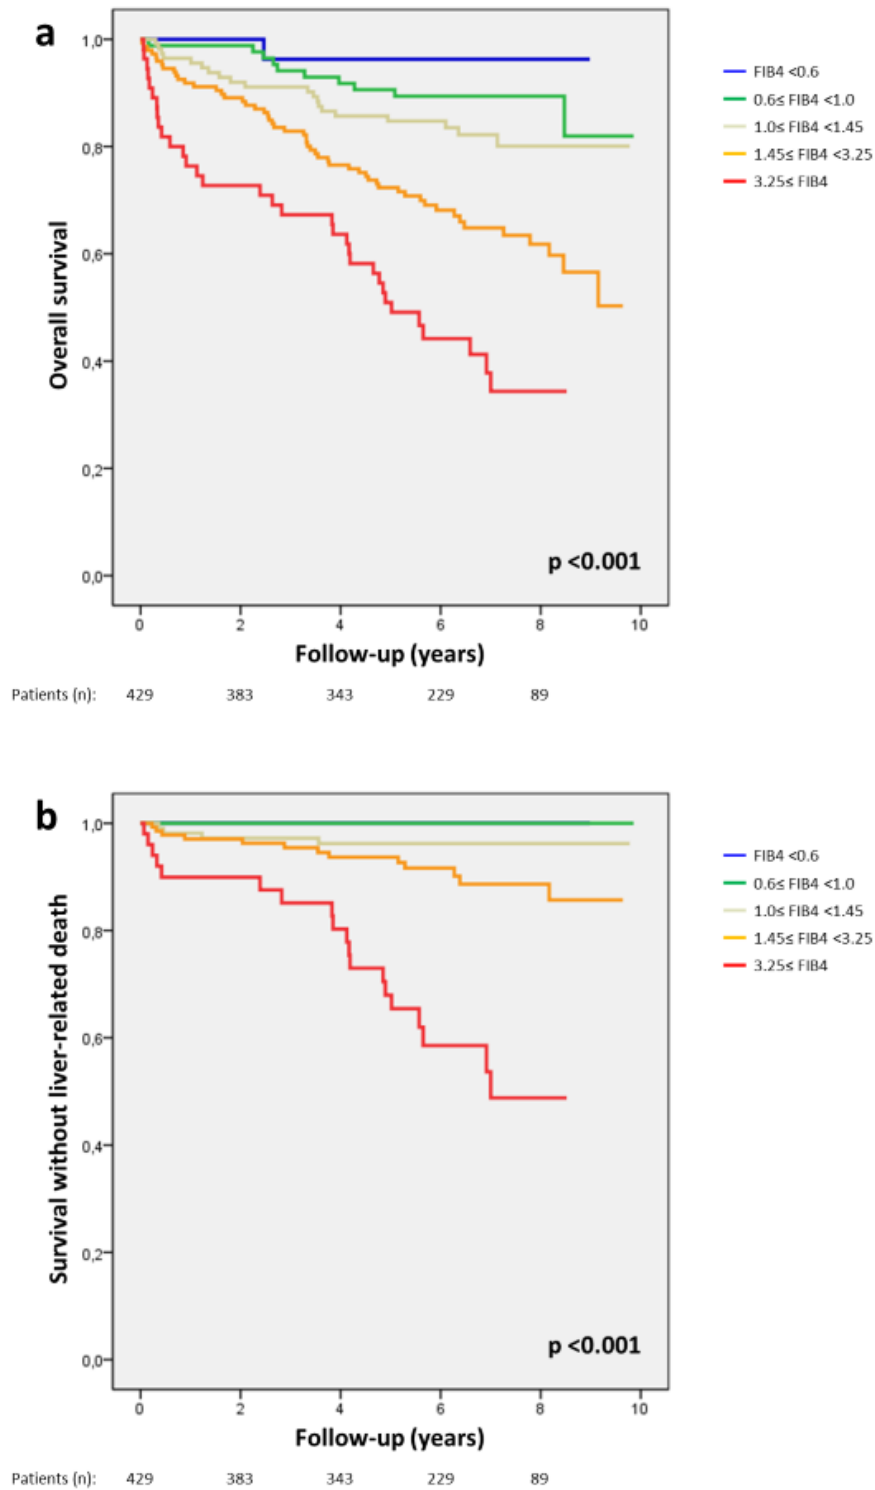 a
1,0
0,8
0,6
0,4
0,2
0,0
Overall survival
p <0.001
0 2 4 6 8 10
Follow-up (years)
Patients (n): 429 383 343 229 89
FIB4 <0.6
0.6≤ FIB4 <1.0
1.0≤ FIB4 <1.45
1.45≤ FIB4 <3.25
3.25≤ FIB4
b
1,0
0,8
0,6
0,4
0,2
0,0
Survival without liver-related death
p <0.001
0 2 4 6 8 10
Follow-up (years)
Patients (n): 429 383 343 229 89
FIB4 <0.6
0.6≤ FIB4 <1.0
1.0≤ FIB4 <1.45
1.45≤ FIB4 <3.25
3.25≤ FIB4